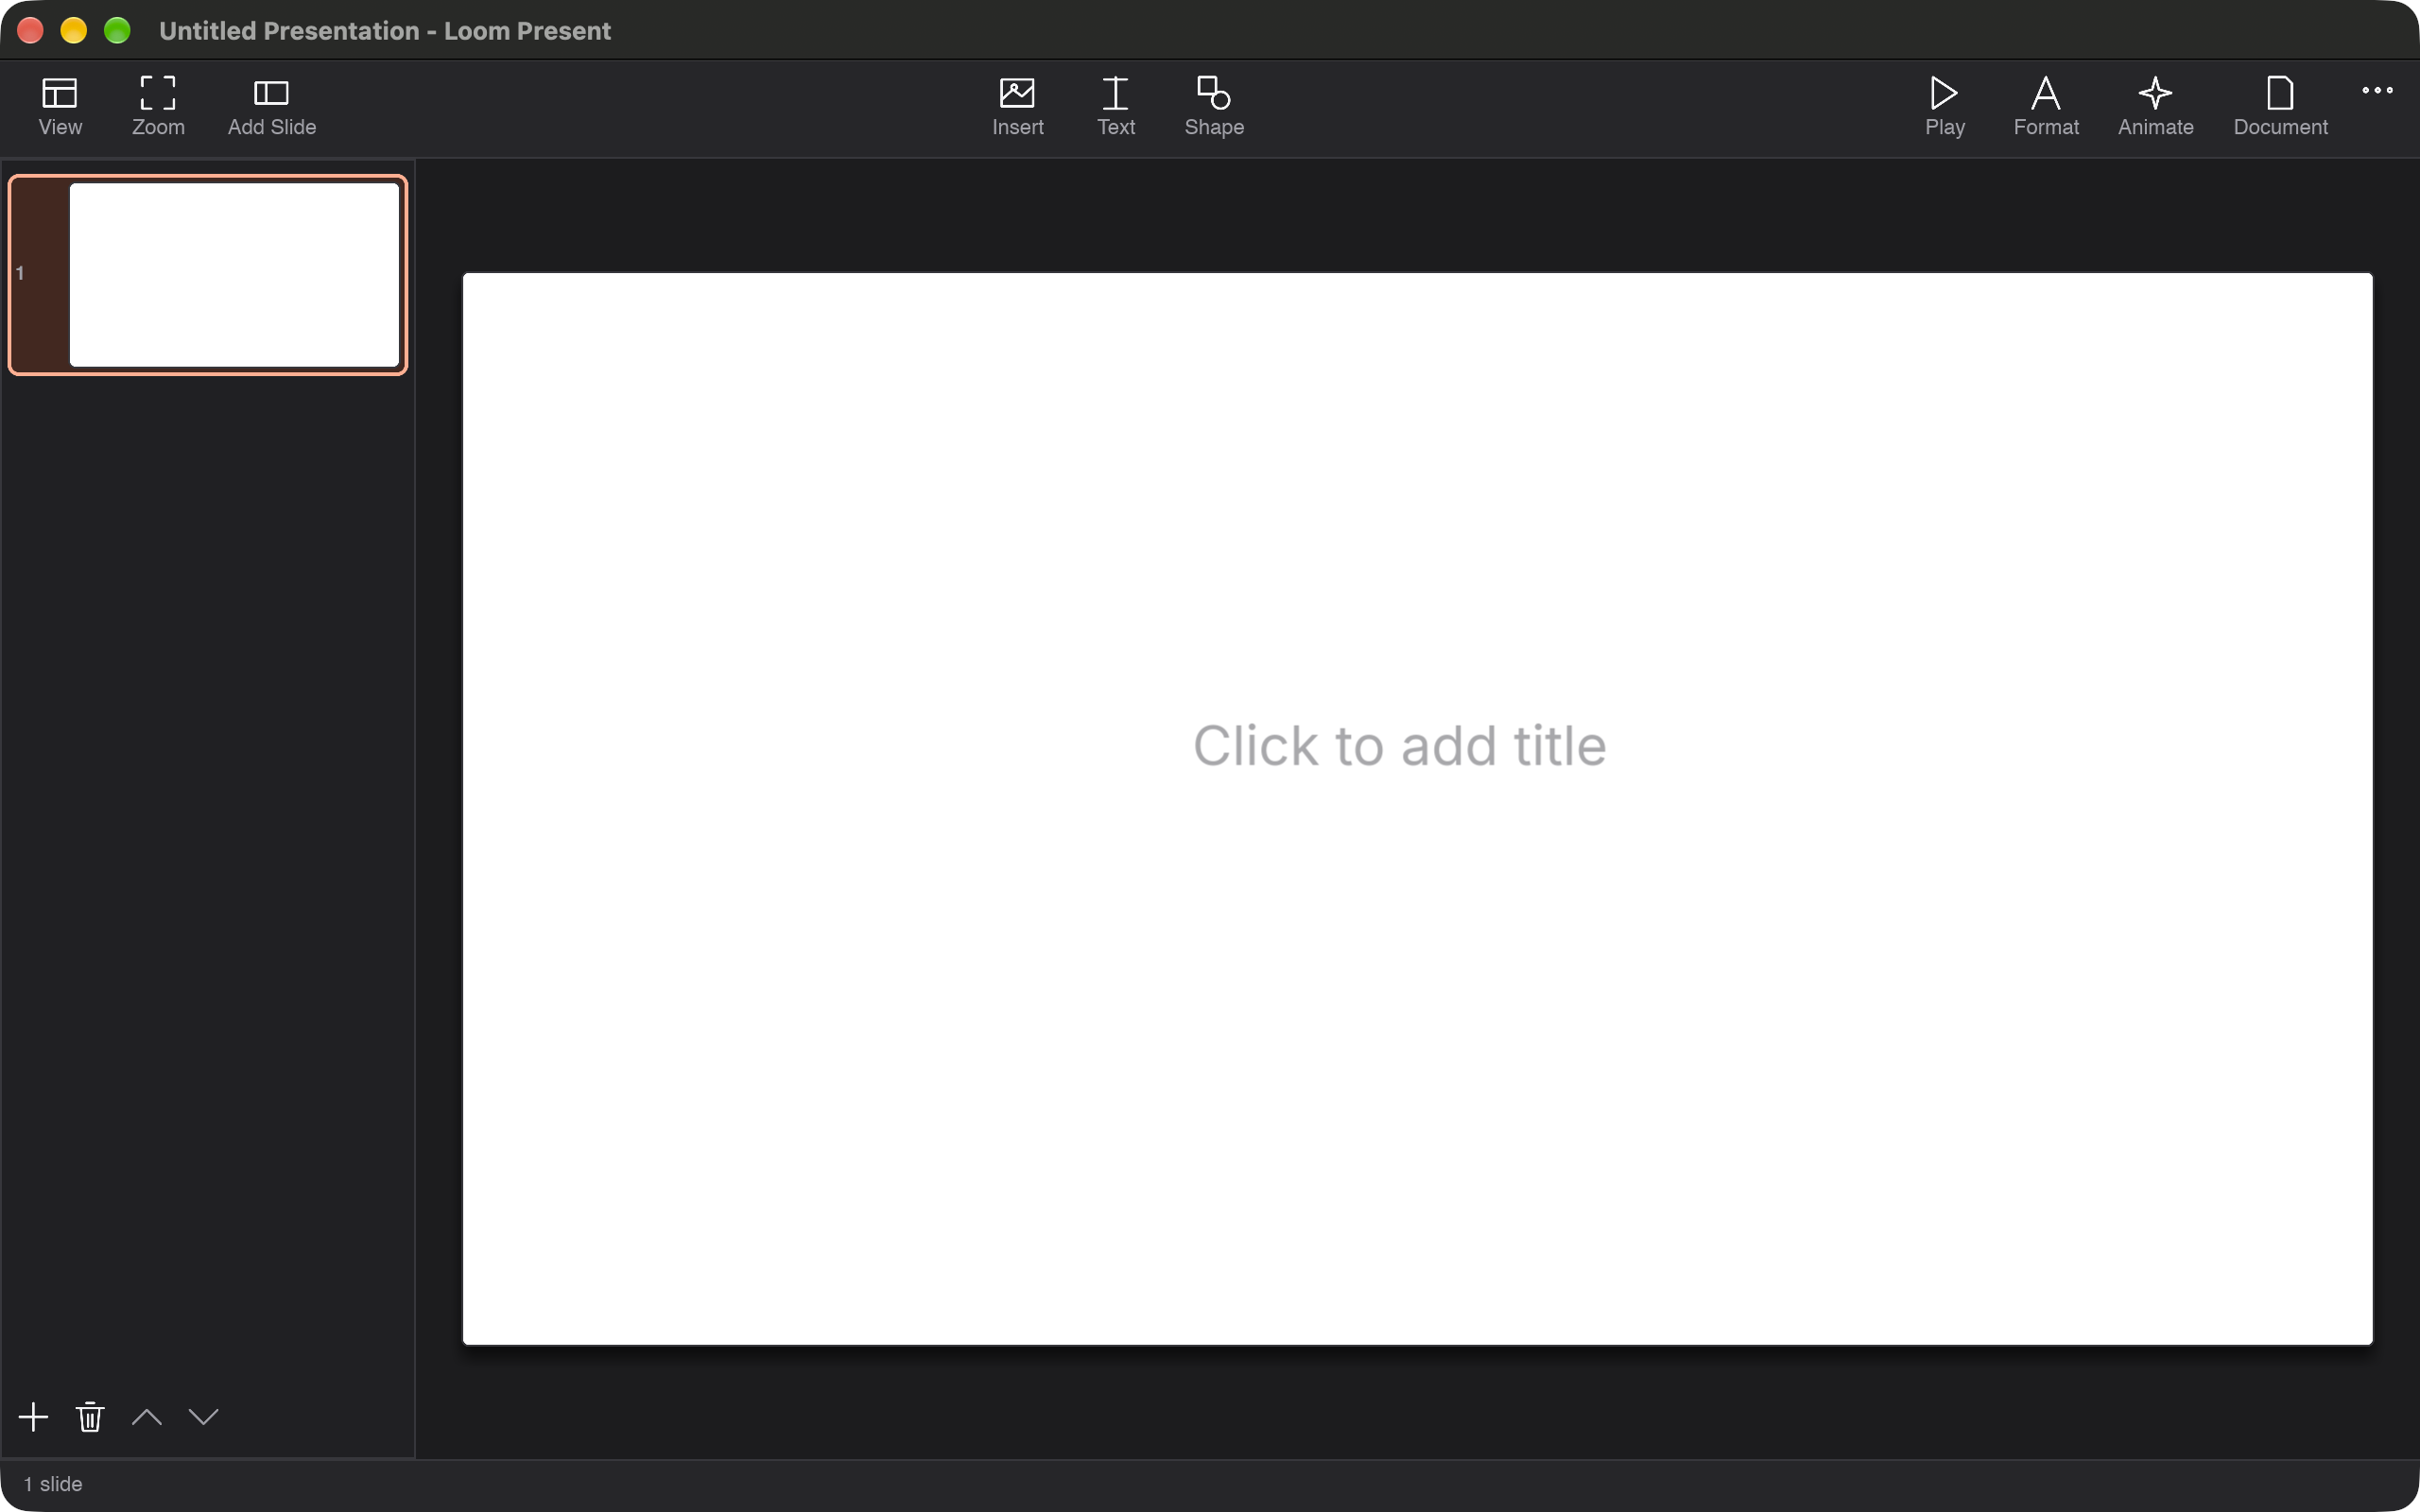 Untitled Presentation - Loom Present
View Zoom Add Slide Insert Text Shape Play Format Animate Document
1
Click to add title
1 slide